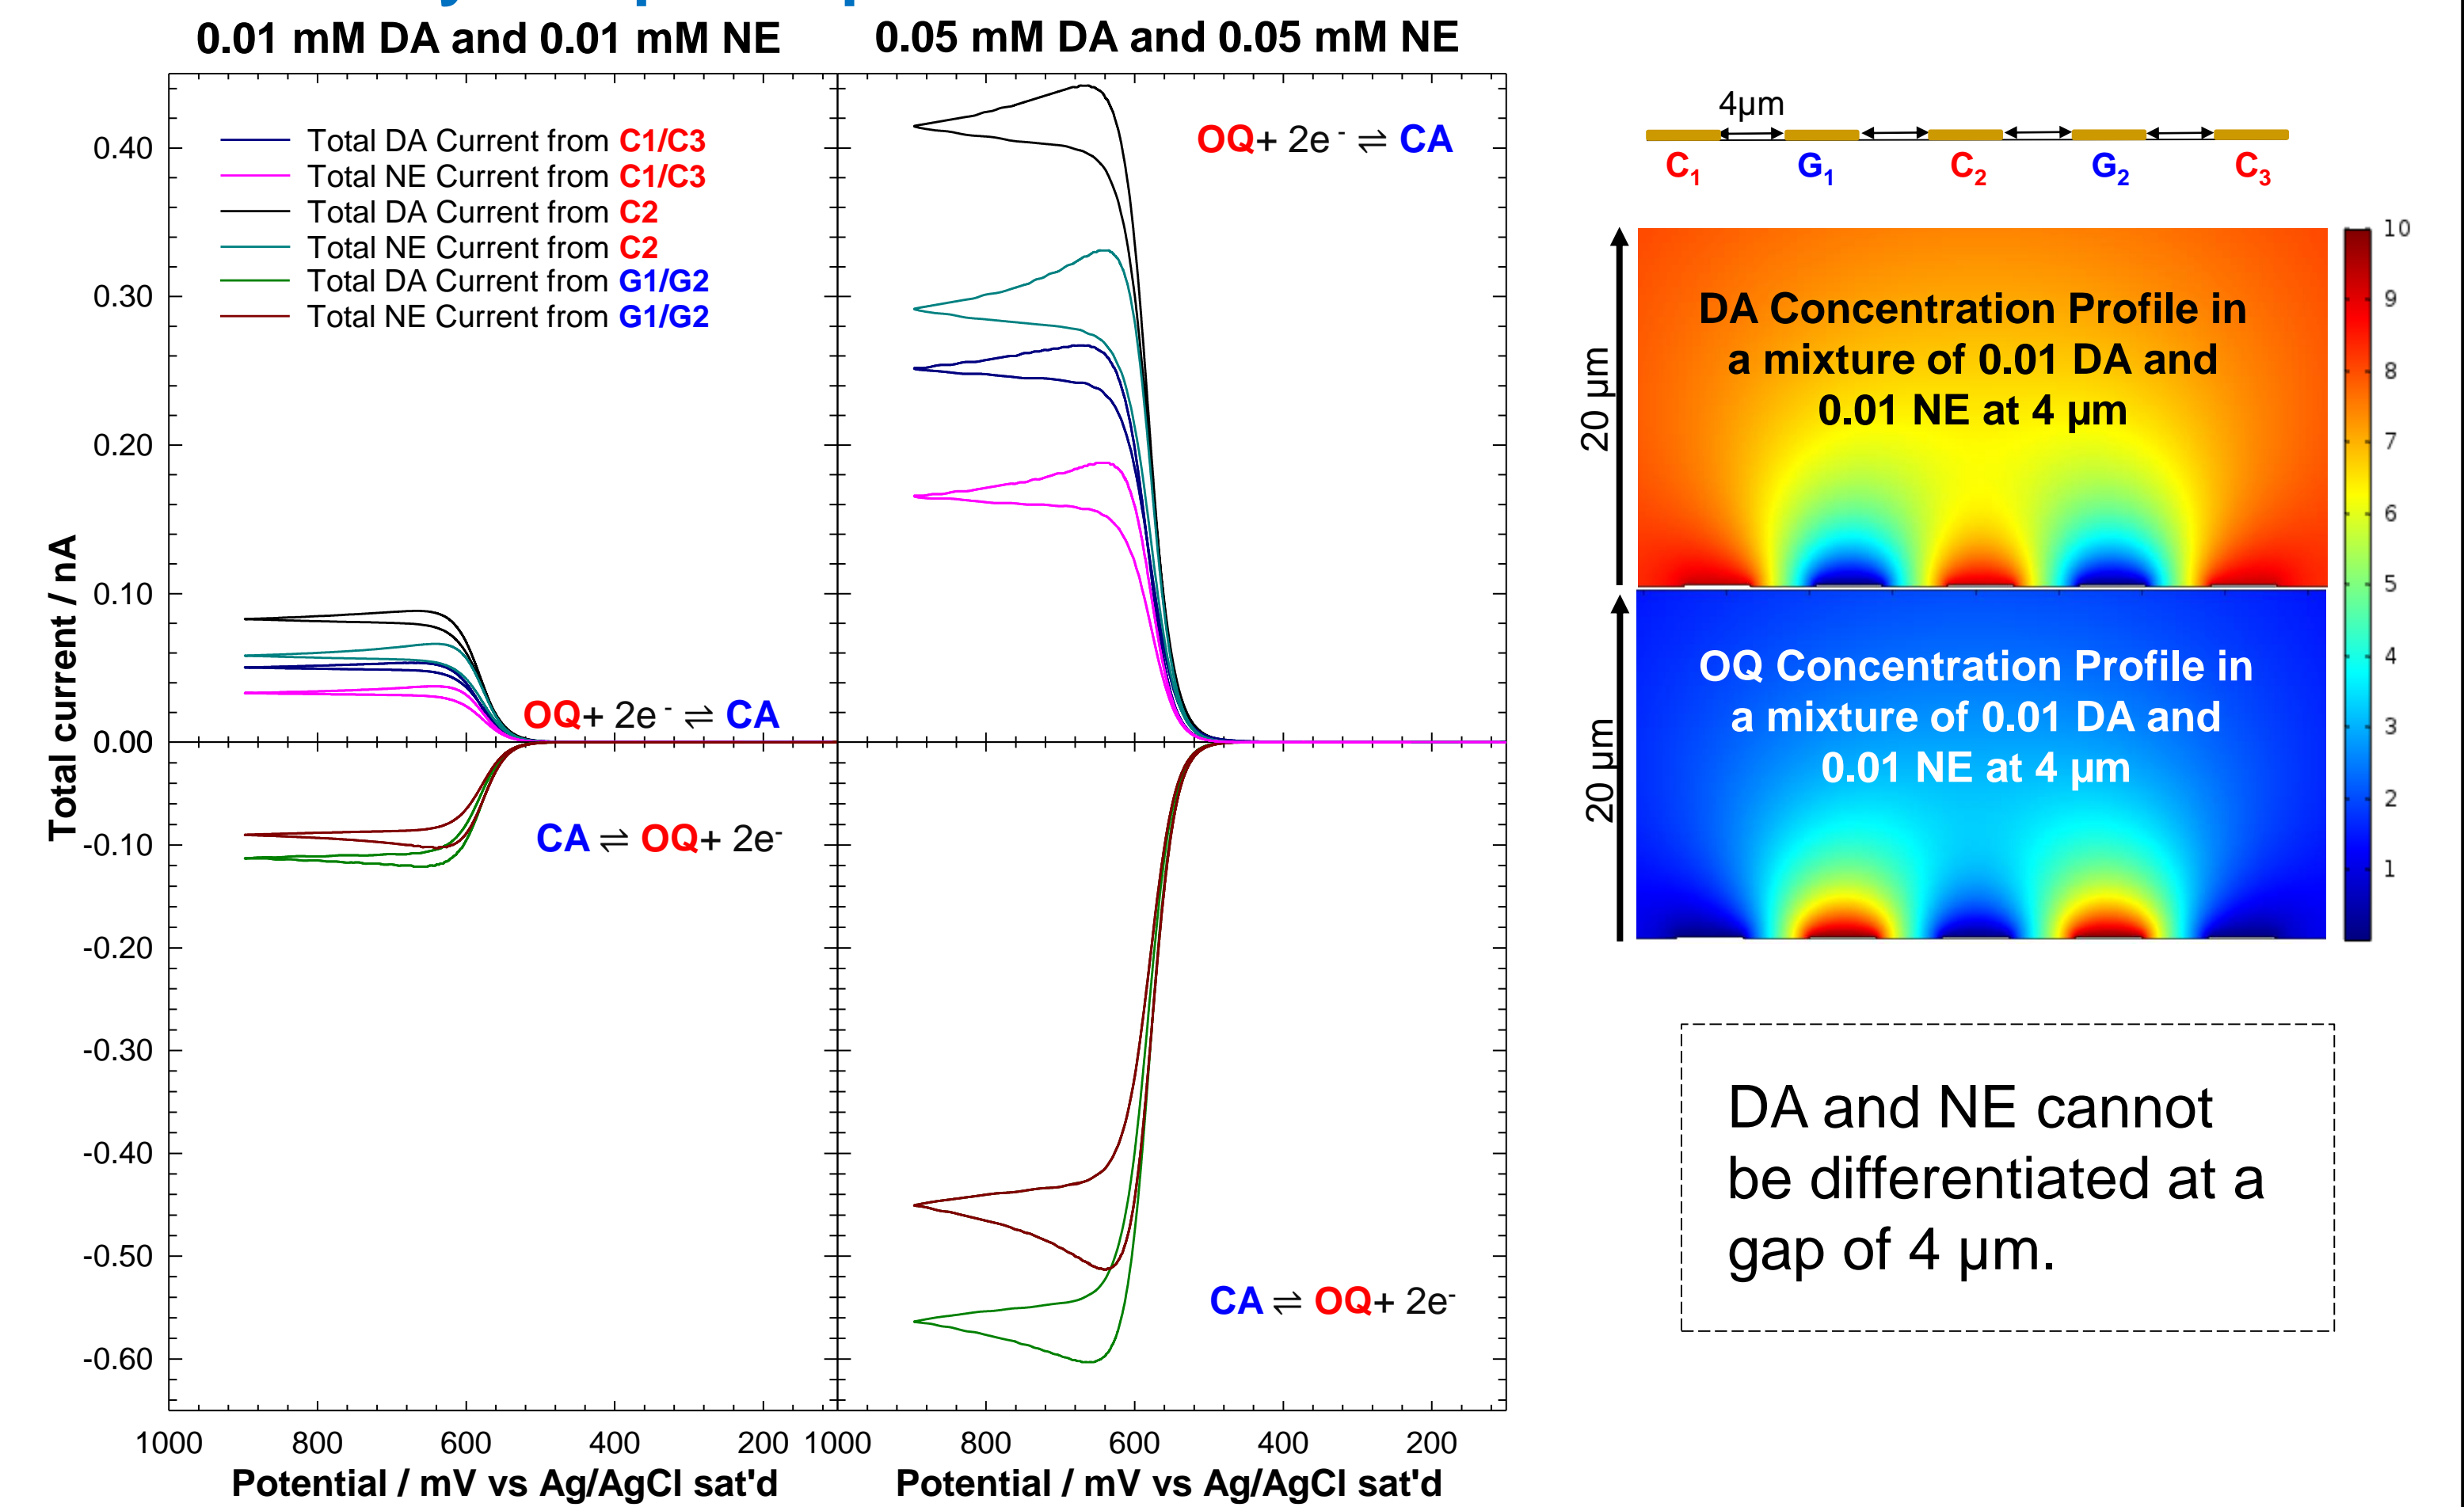 0.01 mM DA and 0.01 mM NE
0.05 mM DA and 0.05 mM NE
Total current / nA
0.40
0.30
0.20
0.10
0.00
-0.10
-0.20
-0.30
-0.40
-0.50
-0.60
Total DA Current from C1/C3
Total NE Current from C1/C3
Total DA Current from C2
Total NE Current from C2
Total DA Current from G1/G2
Total NE Current from G1/G2
OQ+ 2e⁻ ⇌ CA
CA ⇌ OQ+ 2e⁻
1000 800 600 400 200
Potential / mV vs Ag/AgCl sat'd
OQ+ 2e⁻ ⇌ CA
CA ⇌ OQ+ 2e⁻
1000 800 600 400 200
Potential / mV vs Ag/AgCl sat'd
4µm
C₁ G₁ C₂ G₂ C₃
20 µm
DA Concentration Profile in
a mixture of 0.01 DA and
0.01 NE at 4 µm
20 µm
OQ Concentration Profile in
a mixture of 0.01 DA and
0.01 NE at 4 µm
10
9
8
7
6
5
4
3
2
1
DA and NE cannot
be differentiated at a
gap of 4 µm.